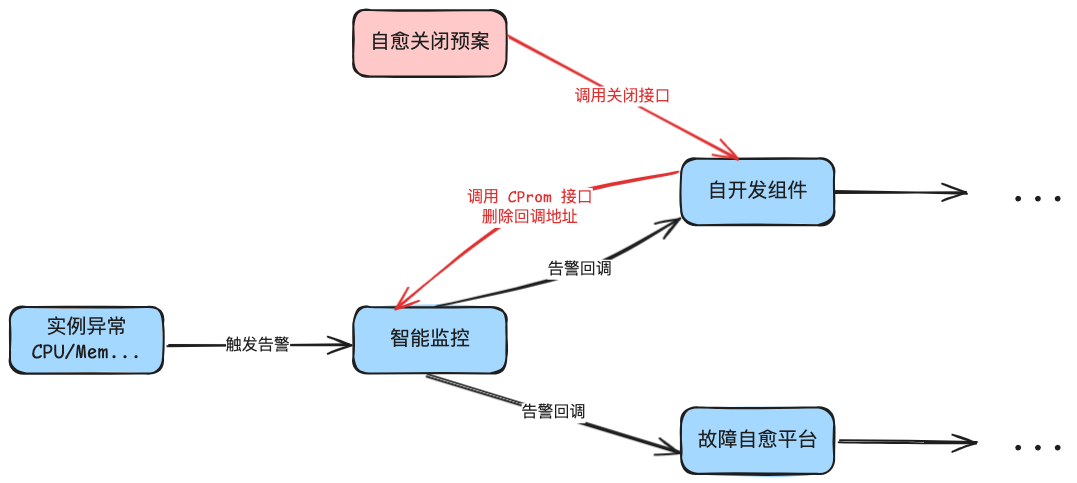 自愈关闭预案
调用关闭接口
自开发组件
...
调用 CProm 接口
删除回调地址
告警回调
实例异常
CPU/Mem...
触发告警
智能监控
告警回调
故障自愈平台
...